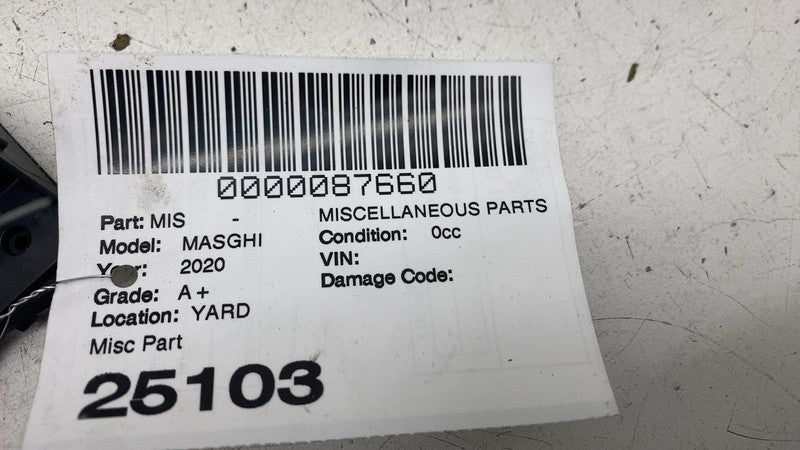 0000087660
Part: MIS - MISCELLANEOUS PARTS
Model: MASGHI Condition: 0cc
Year: 2020 VIN:
Grade: A+ Damage Code:
Location: YARD
Misc Part
25103